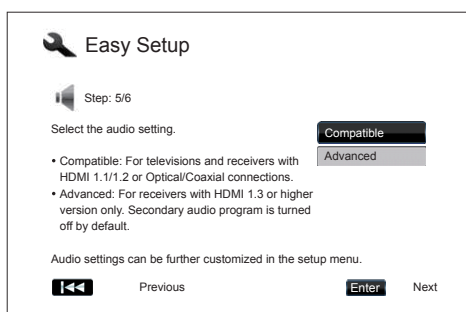 Easy Setup
Step: 5/6
Select the audio setting.
• Compatible: For televisions and receivers with
HDMI 1.1/1.2 or Optical/Coaxial connections.
• Advanced: For receivers with HDMI 1.3 or higher
version only. Secondary audio program is turned
off by default.
Compatible
Advanced
Audio settings can be further customized in the setup menu.
Previous
Enter Next